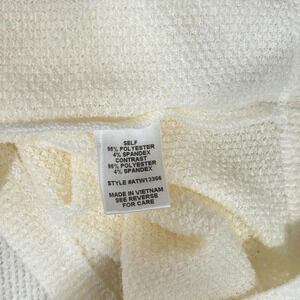 SELF
96% POLYESTER
4% SPANDEX
CONTRAST
96% POLYESTER
4% SPANDEX
STYLE #ATW13366
MADE IN VIETNAM
SEE REVERSE
FOR CARE